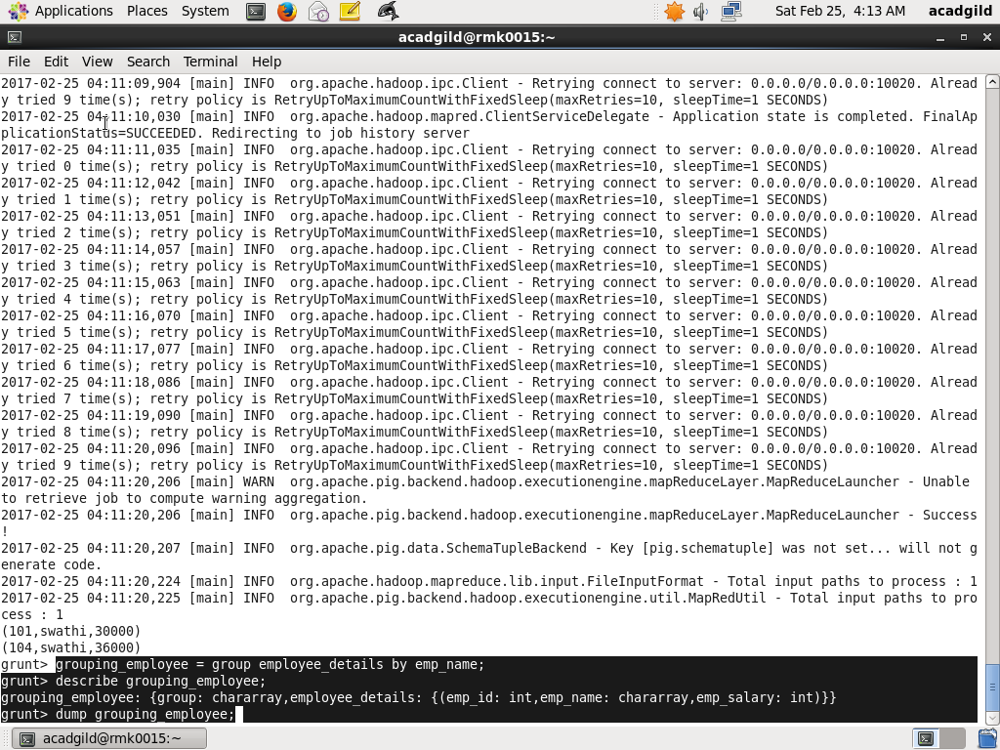 Applications Places System Sat Feb 25, 4:13 AM acadgild
acadgild@rmk0015:~
File Edit View Search Terminal Help
2017-02-25 04:11:09,904 [main] INFO  org.apache.hadoop.ipc.Client - Retrying connect to server: 0.0.0.0/0.0.0.0:10020. Alread
y tried 9 time(s); retry policy is RetryUpToMaximumCountWithFixedSleep(maxRetries=10, sleepTime=1 SECONDS)
2017-02-25 04:11:10,030 [main] INFO  org.apache.hadoop.mapred.ClientServiceDelegate - Application state is completed. FinalAp
plicationStatus=SUCCEEDED. Redirecting to job history server
2017-02-25 04:11:11,035 [main] INFO  org.apache.hadoop.ipc.Client - Retrying connect to server: 0.0.0.0/0.0.0.0:10020. Alread
y tried 0 time(s); retry policy is RetryUpToMaximumCountWithFixedSleep(maxRetries=10, sleepTime=1 SECONDS)
2017-02-25 04:11:12,042 [main] INFO  org.apache.hadoop.ipc.Client - Retrying connect to server: 0.0.0.0/0.0.0.0:10020. Alread
y tried 1 time(s); retry policy is RetryUpToMaximumCountWithFixedSleep(maxRetries=10, sleepTime=1 SECONDS)
2017-02-25 04:11:13,051 [main] INFO  org.apache.hadoop.ipc.Client - Retrying connect to server: 0.0.0.0/0.0.0.0:10020. Alread
y tried 2 time(s); retry policy is RetryUpToMaximumCountWithFixedSleep(maxRetries=10, sleepTime=1 SECONDS)
2017-02-25 04:11:14,057 [main] INFO  org.apache.hadoop.ipc.Client - Retrying connect to server: 0.0.0.0/0.0.0.0:10020. Alread
y tried 3 time(s); retry policy is RetryUpToMaximumCountWithFixedSleep(maxRetries=10, sleepTime=1 SECONDS)
2017-02-25 04:11:15,063 [main] INFO  org.apache.hadoop.ipc.Client - Retrying connect to server: 0.0.0.0/0.0.0.0:10020. Alread
y tried 4 time(s); retry policy is RetryUpToMaximumCountWithFixedSleep(maxRetries=10, sleepTime=1 SECONDS)
2017-02-25 04:11:16,070 [main] INFO  org.apache.hadoop.ipc.Client - Retrying connect to server: 0.0.0.0/0.0.0.0:10020. Alread
y tried 5 time(s); retry policy is RetryUpToMaximumCountWithFixedSleep(maxRetries=10, sleepTime=1 SECONDS)
2017-02-25 04:11:17,077 [main] INFO  org.apache.hadoop.ipc.Client - Retrying connect to server: 0.0.0.0/0.0.0.0:10020. Alread
y tried 6 time(s); retry policy is RetryUpToMaximumCountWithFixedSleep(maxRetries=10, sleepTime=1 SECONDS)
2017-02-25 04:11:18,086 [main] INFO  org.apache.hadoop.ipc.Client - Retrying connect to server: 0.0.0.0/0.0.0.0:10020. Alread
y tried 7 time(s); retry policy is RetryUpToMaximumCountWithFixedSleep(maxRetries=10, sleepTime=1 SECONDS)
2017-02-25 04:11:19,090 [main] INFO  org.apache.hadoop.ipc.Client - Retrying connect to server: 0.0.0.0/0.0.0.0:10020. Alread
y tried 8 time(s); retry policy is RetryUpToMaximumCountWithFixedSleep(maxRetries=10, sleepTime=1 SECONDS)
2017-02-25 04:11:20,096 [main] INFO  org.apache.hadoop.ipc.Client - Retrying connect to server: 0.0.0.0/0.0.0.0:10020. Alread
y tried 9 time(s); retry policy is RetryUpToMaximumCountWithFixedSleep(maxRetries=10, sleepTime=1 SECONDS)
2017-02-25 04:11:20,206 [main] WARN  org.apache.pig.backend.hadoop.executionengine.mapReduceLayer.MapReduceLauncher - Unable
to retrieve job to compute warning aggregation.
2017-02-25 04:11:20,206 [main] INFO  org.apache.pig.backend.hadoop.executionengine.mapReduceLayer.MapReduceLauncher - Success
!
2017-02-25 04:11:20,207 [main] INFO  org.apache.pig.data.SchemaTupleBackend - Key [pig.schematuple] was not set... will not g
enerate code.
2017-02-25 04:11:20,224 [main] INFO  org.apache.hadoop.mapreduce.lib.input.FileInputFormat - Total input paths to process : 1
2017-02-25 04:11:20,225 [main] INFO  org.apache.pig.backend.hadoop.executionengine.util.MapRedUtil - Total input paths to pro
cess : 1
(101,swathi,30000)
(104,swathi,36000)
grunt> grouping_employee = group employee_details by emp_name;
grunt> describe grouping_employee;
grouping_employee: {group: chararray,employee_details: {(emp_id: int,emp_name: chararray,emp_salary: int)}}
grunt> dump grouping_employee;
acadgild@rmk0015:~